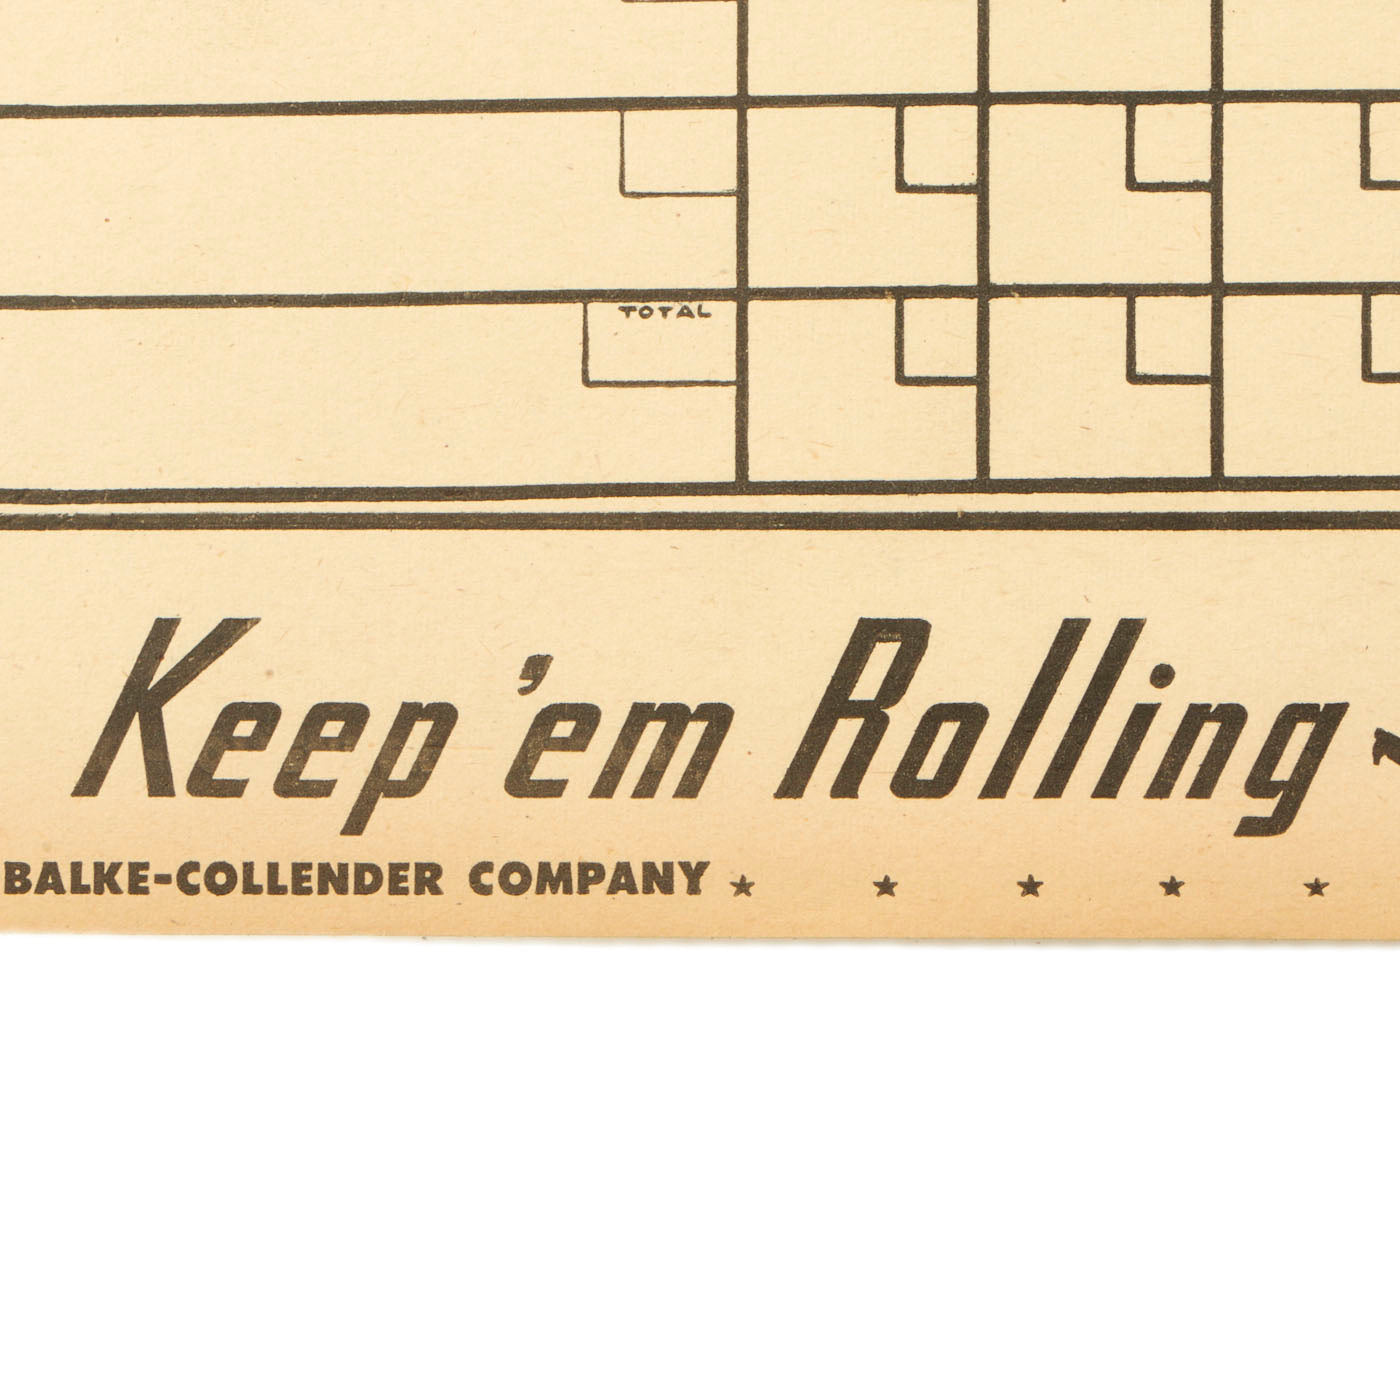 TOTAL
Keep 'em Rolling
BALKE-COLLENDER COMPANY